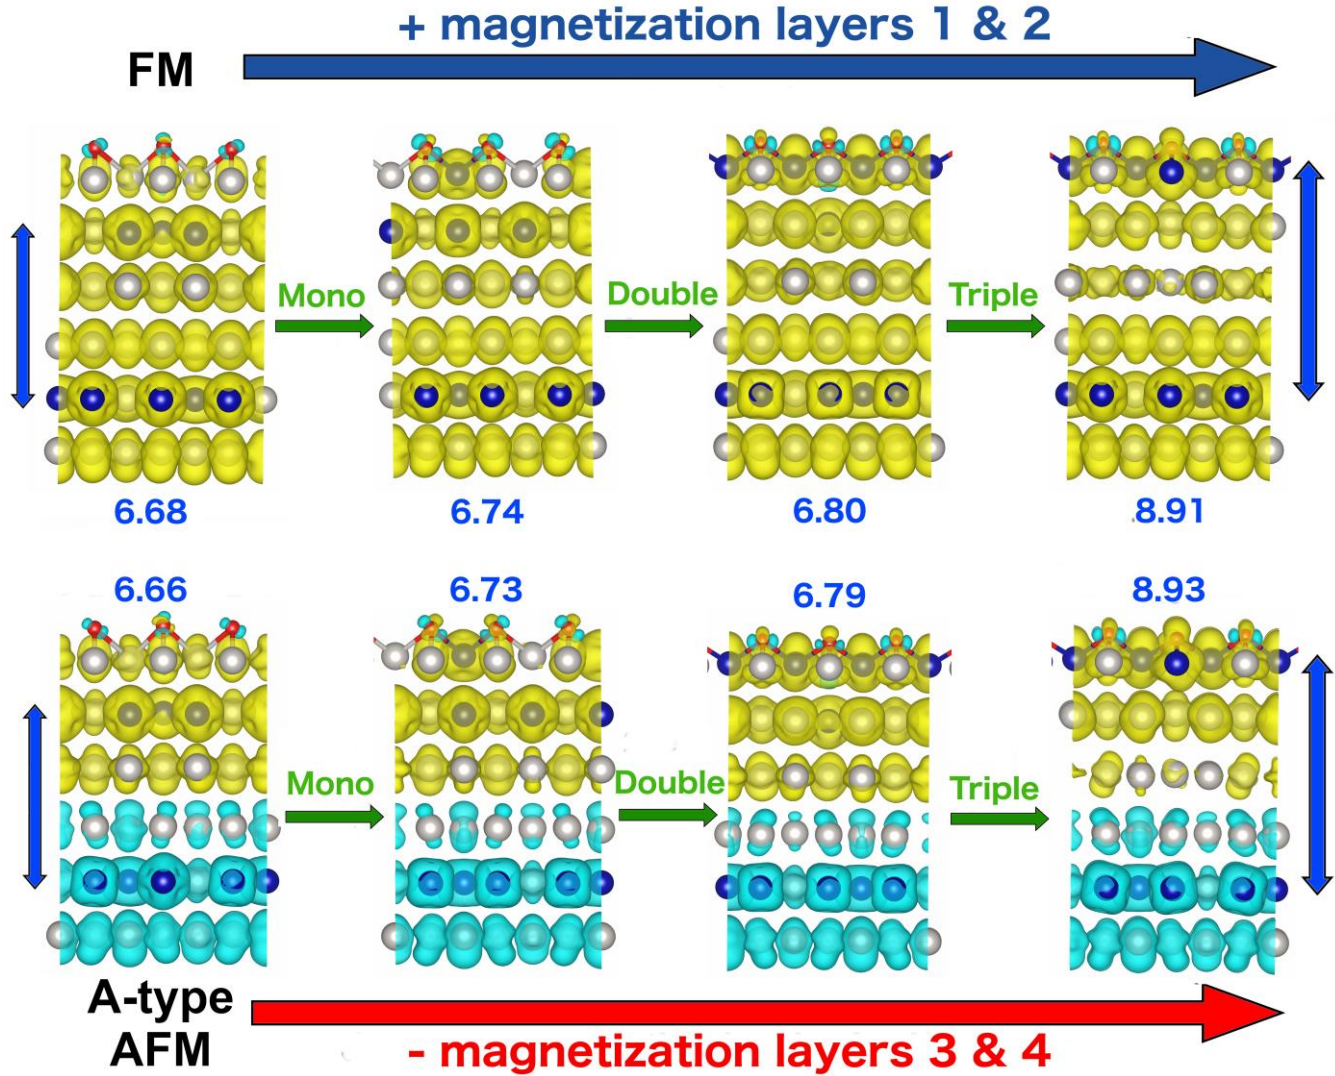 + magnetization layers 1 & 2
FM
Mono
Double
Triple
6.68
6.74
6.80
8.91
6.66
6.73
6.79
8.93
Mono
Double
Triple
A-type
AFM
- magnetization layers 3 & 4